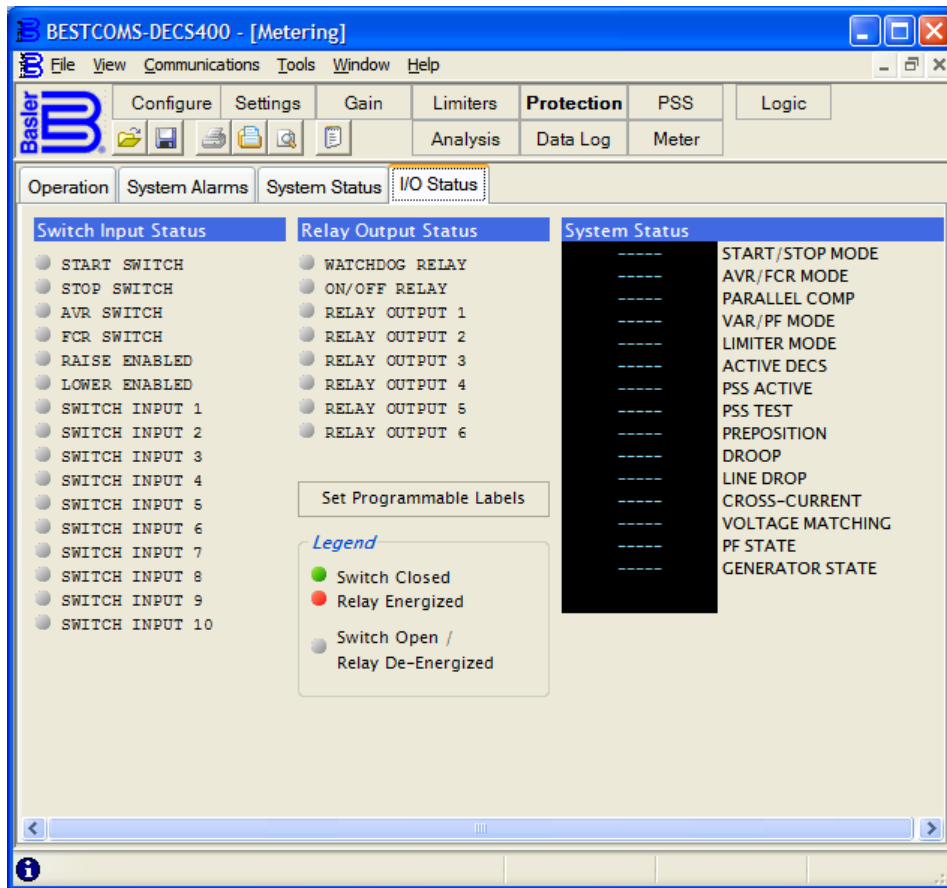 BESTCOMS-DECS400 - [Metering]
File View Communications Tools Window Help
Basler
Configure Settings Gain Limiters Protection PSS Logic
Analysis Data Log Meter
Operation System Alarms System Status I/O Status
Switch Input Status
START SWITCH
STOP SWITCH
AVR SWITCH
FCR SWITCH
RAISE ENABLED
LOWER ENABLED
SWITCH INPUT 1
SWITCH INPUT 2
SWITCH INPUT 3
SWITCH INPUT 4
SWITCH INPUT 5
SWITCH INPUT 6
SWITCH INPUT 7
SWITCH INPUT 8
SWITCH INPUT 9
SWITCH INPUT 10
Relay Output Status
WATCHDOG RELAY
ON/OFF RELAY
RELAY OUTPUT 1
RELAY OUTPUT 2
RELAY OUTPUT 3
RELAY OUTPUT 4
RELAY OUTPUT 5
RELAY OUTPUT 6
Set Programmable Labels
Legend
Switch Closed
Relay Energized
Switch Open /
Relay De-Energized
System Status
----- START/STOP MODE
----- AVR/FCR MODE
----- PARALLEL COMP
----- VAR/PF MODE
----- LIMITER MODE
----- ACTIVE DECS
----- PSS ACTIVE
----- PSS TEST
----- PREPOSITION
----- DROOP
----- LINE DROP
----- CROSS-CURRENT
----- VOLTAGE MATCHING
----- PF STATE
----- GENERATOR STATE